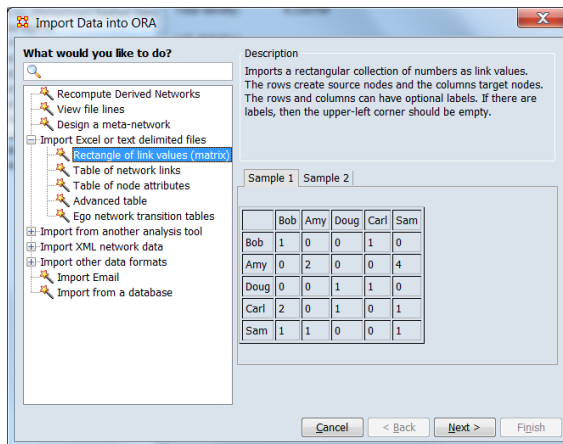 Import Data into ORA
X
What would you like to do?
Recompute Derived Networks
View file lines
Design a meta-network
Import Excel or text delimited files
Rectangle of link values (matrix)
Table of network links
Table of node attributes
Advanced table
Ego network transition tables
Import from another analysis tool
Import XML network data
Import other data formats
Import Email
Import from a database
Description
Imports a rectangular collection of numbers as link values.
The rows create source nodes and the columns target nodes.
The rows and columns can have optional labels. If there are
labels, then the upper-left corner should be empty.
Sample 1 Sample 2
Bob Amy Doug Carl Sam
Bob 1 0 0 1 0
Amy 0 2 0 0 4
Doug 0 0 1 1 0
Carl 2 0 1 0 1
Sam 1 1 0 0 1
Cancel < Back Next > Finish